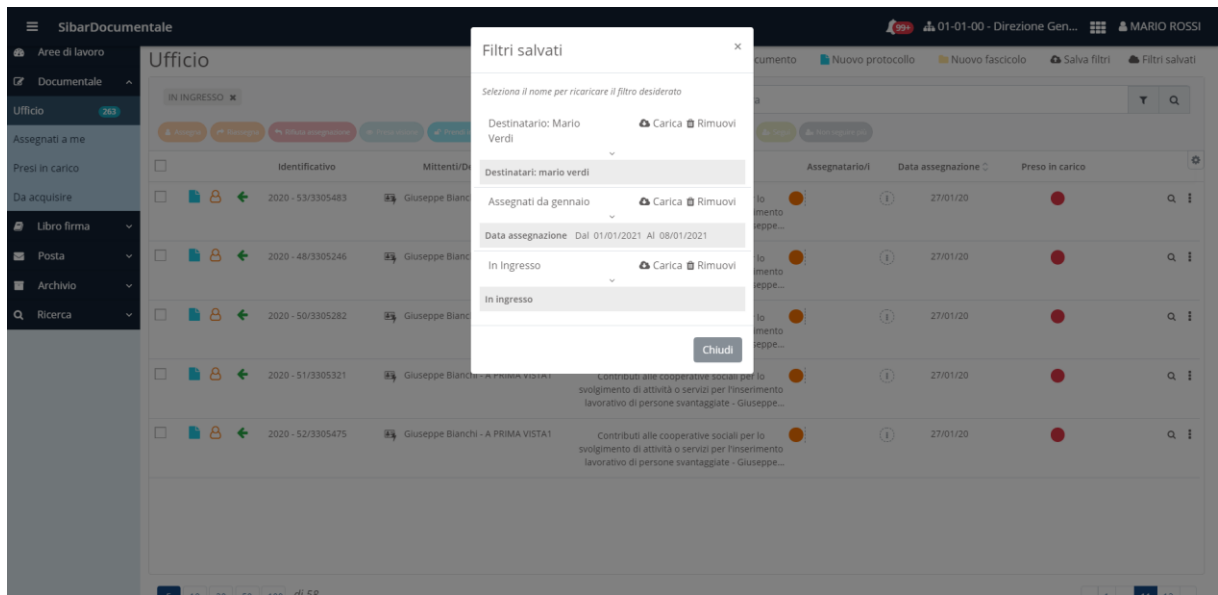 SibarDocumentale
99+
01-01-00 - Direzione Gen...
MARIO ROSSI
Aree di lavoro
Documentale
Ufficio 263
Assegnati a me
Presi in carico
Da acquisire
Libro firma
Posta
Archivio
Ricerca
Ufficio
Nuovo protocollo
Nuovo fascicolo
Salva filtri
Filtri salvati
IN INGRESSO ×
Assegna
Rifiuta assegnazione
Filtri salvati ×
Seleziona il nome per ricaricare il filtro desiderato
Destinatario: Mario Verdi
Carica Rimuovi
Destinatari: mario verdi
Assegnati da gennaio
Carica Rimuovi
Data assegnazione Dal 01/01/2021 Al 08/01/2021
In Ingresso
Carica Rimuovi
In ingresso
Chiudi
Identificativo
Assegnatario/i
Data assegnazione
Preso in carico
2020 - 53/3305483
27/01/20
2020 - 48/3305246
27/01/20
2020 - 50/3305282
27/01/20
2020 - 51/3305321 Giuseppe Bianchi - A PRIMA VISTA1 Contributi alle cooperative sociali per lo
27/01/20
svolgimento di attività o servizi per l'inserimento
lavorativo di persone svantaggiate - Giuseppe...
2020 - 52/3305475 Giuseppe Bianchi - A PRIMA VISTA1 Contributi alle cooperative sociali per lo
27/01/20
svolgimento di attività o servizi per l'inserimento
lavorativo di persone svantaggiate - Giuseppe...
di 58